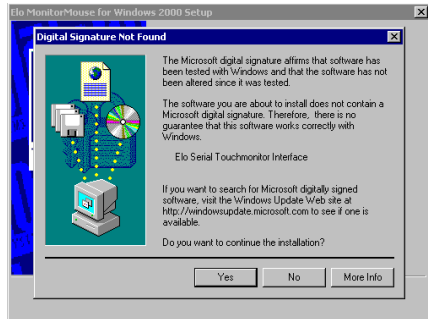 Elo MonitorMouse for Windows 2000 Setup
Digital Signature Not Found
The Microsoft digital signature affirms that software has
been tested with Windows and that the software has not
been altered since it was tested.
The software you are about to install does not contain a
Microsoft digital signature. Therefore, there is no
guarantee that this software works correctly with
Windows.
Elo Serial Touchmonitor Interface
If you want to search for Microsoft digitally signed
software, visit the Windows Update Web site at
http://windowsupdate.microsoft.com to see if one is
available.
Do you want to continue the installation?
Yes No More Info